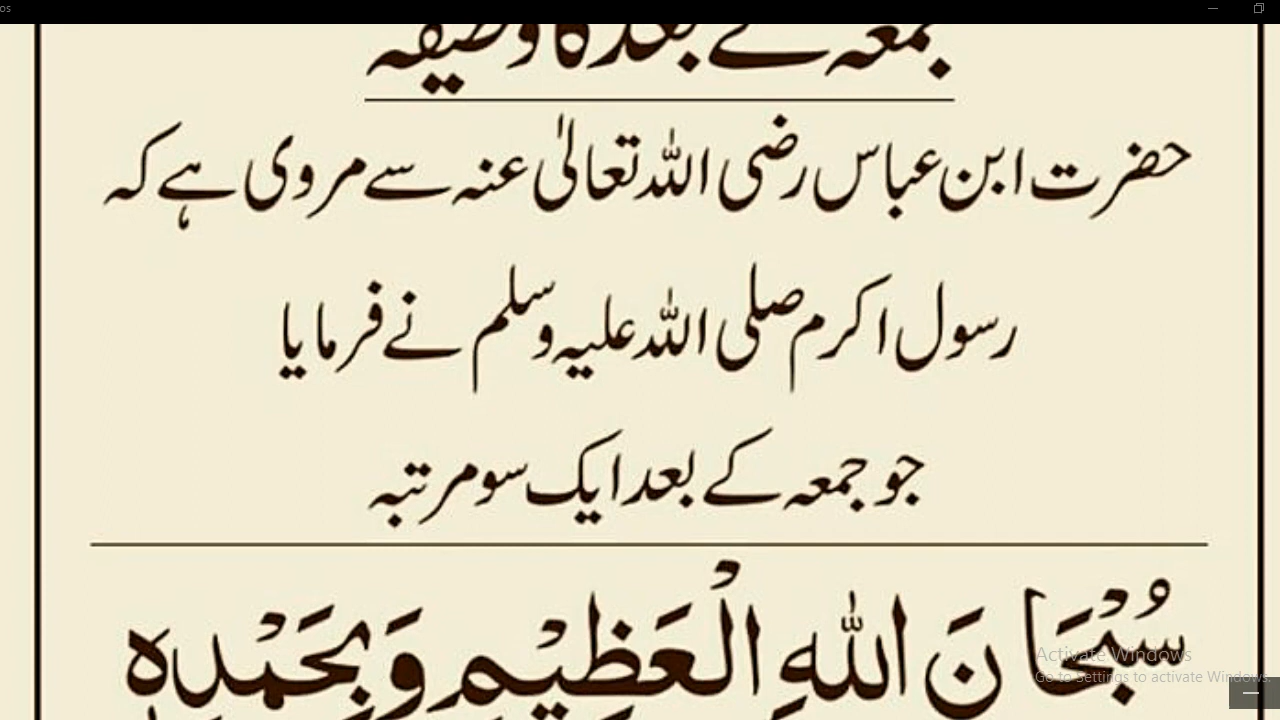 os
جمعہ کے بعد کا وظیفہ
حضرت ابن عباس رضی اللہ تعالیٰ عنہ سے مروی ہے کہ
رسول اکرم صلی اللہ علیہ وسلم نے فرمایا
جو جمعہ کے بعد ایک سو مرتبہ
سُبْحَانَ اللهِ الْعَظِيْمِ وَبِحَمْدِهٖ
Activate Windows
Go to Settings to activate Windows.